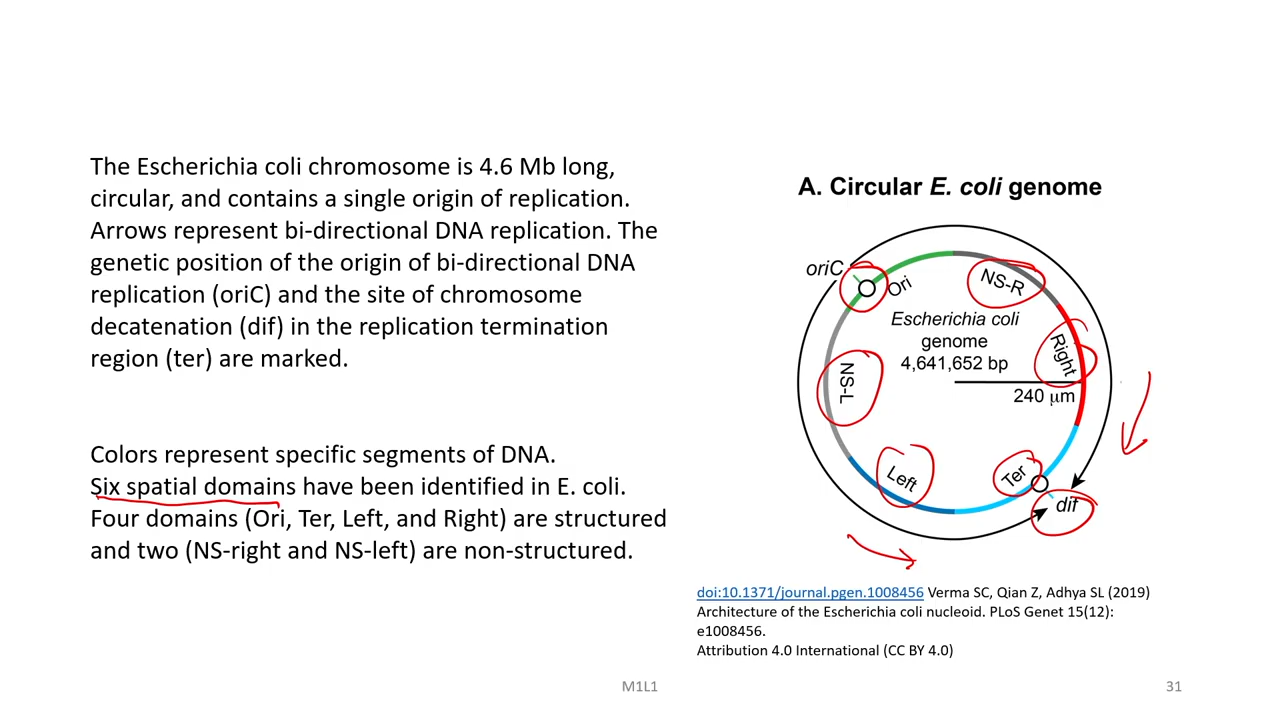 The Escherichia coli chromosome is 4.6 Mb long,
circular, and contains a single origin of replication.
Arrows represent bi-directional DNA replication. The
genetic position of the origin of bi-directional DNA
replication (oriC) and the site of chromosome
decatenation (dif) in the replication termination
region (ter) are marked.
Colors represent specific segments of DNA.
Six spatial domains have been identified in E. coli.
Four domains (Ori, Ter, Left, and Right) are structured
and two (NS-right and NS-left) are non-structured.
A. Circular E. coli genome
oriC
Ori
NS-R
Escherichia coli
genome
4,641,652 bp
Right
240 µm
NS-L
Left
Ter
dif
doi:10.1371/journal.pgen.1008456 Verma SC, Qian Z, Adhya SL (2019)
Architecture of the Escherichia coli nucleoid. PLoS Genet 15(12):
e1008456.
Attribution 4.0 International (CC BY 4.0)
M1L1
31